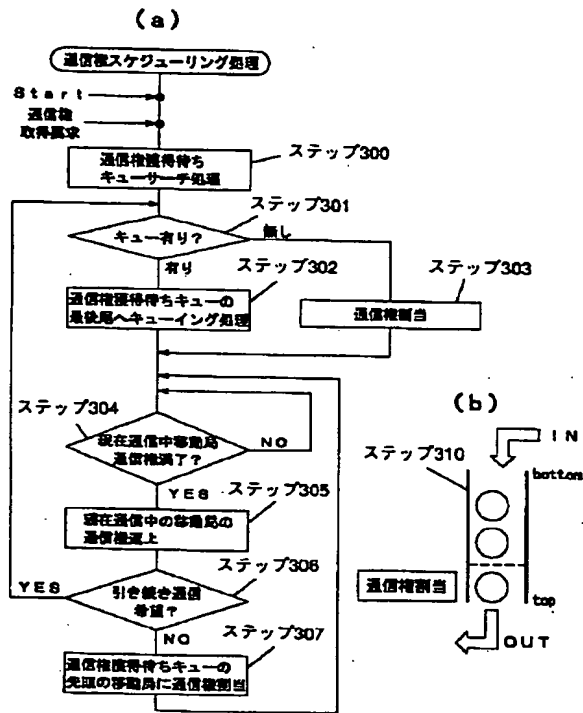 (a)
通信権スケジューリング処理
Start
通信権
取得要求
ステップ300
通信権獲得待ち
キューサーチ処理
ステップ301
キュー有り?
無し
有り
ステップ302
通信権獲得待ちキューの
最後尾へキューイング処理
ステップ303
通信権割当
ステップ304
現在通信中移動局
通信権満了?
NO
YES
ステップ305
現在通信中の移動局の
通信権返上
ステップ306
YES
引き続き通信
希望?
NO
ステップ307
通信権獲得待ちキューの
先頭の移動局に通信権割当
(b)
IN
ステップ310
bottom
通信権割当
top
OUT